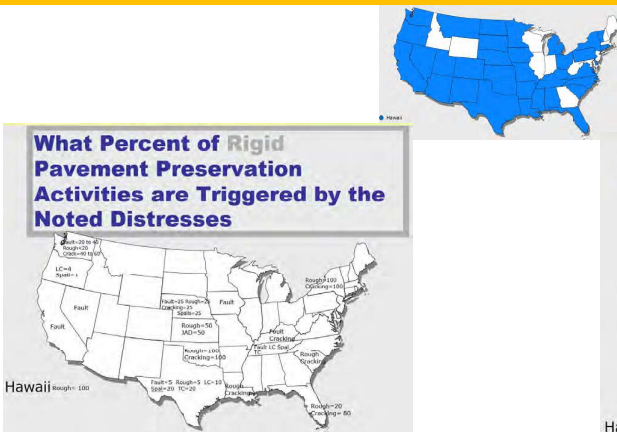 Hawaii
What Percent of Rigid
Pavement Preservation
Activities are Triggered by the
Noted Distresses
Fault=20 to 40
Rough<20
Crack=40 to 60
LC=4
Spall=
Fault
Fault
Fault=25 Rough=25
Cracking=25
Spalls=25
Fault
Rough=50
JAD=50
Rough=100
Cracking=100
Rough=100
Cracking=100
Fault
Cracking
Fault LC Spal
TC
Rough
Cracking
Fault=5 Rough=5 LC=10
Spal=20 TC=20
Rough
Cracking
Rough=20
Cracking= 80
Hawaii Rough= 100
Ha